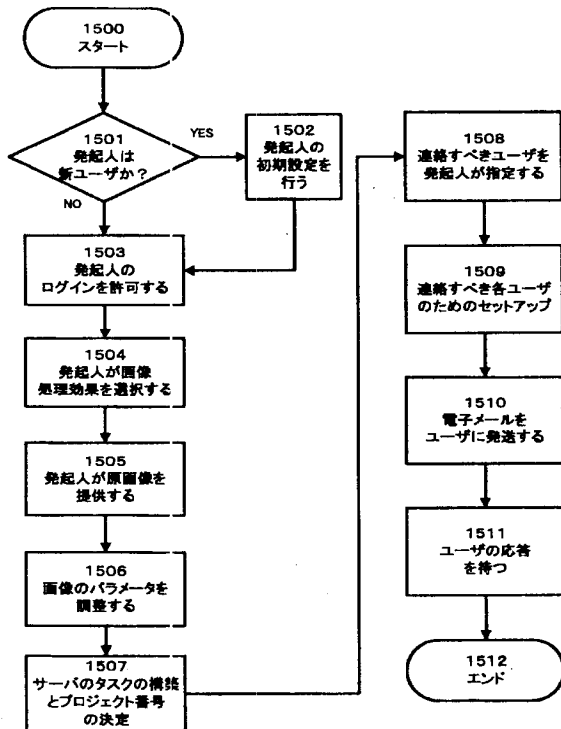 1500
スタート
1501
発起人は
新ユーザか？
YES
NO
1502
発起人の
初期設定を
行う
1503
発起人の
ログインを許可する
1504
発起人が画像
処理効果を選択する
1505
発起人が原画像を
提供する
1506
画像のパラメータを
調整する
1507
サーバのタスクの構築
とプロジェクト番号
の決定
1508
連絡すべきユーザを
発起人が指定する
1509
連絡すべき各ユーザ
のためのセットアップ
1510
電子メールを
ユーザに発送する
1511
ユーザの応答
を待つ
1512
エンド